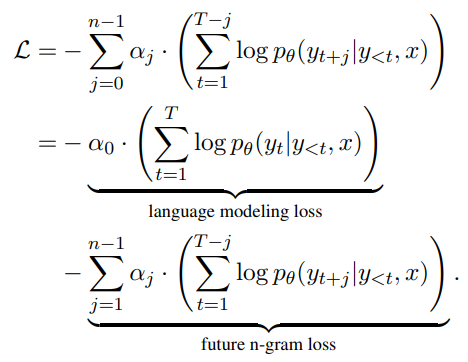 $\mathcal{L} = -\sum_{j=0}^{n-1} \alpha_j \cdot \left( \sum_{t=1}^{T-j} \log p_\theta(y_{t+j}|y_{<t}, x) \right)$
$= -\underbrace{\alpha_0 \cdot \left( \sum_{t=1}^{T} \log p_\theta(y_t|y_{<t}, x) \right)}_{\text{language modeling loss}}$
$-\underbrace{\sum_{j=1}^{n-1} \alpha_j \cdot \left( \sum_{t=1}^{T-j} \log p_\theta(y_{t+j}|y_{<t}, x) \right)}_{\text{future n-gram loss}}.$